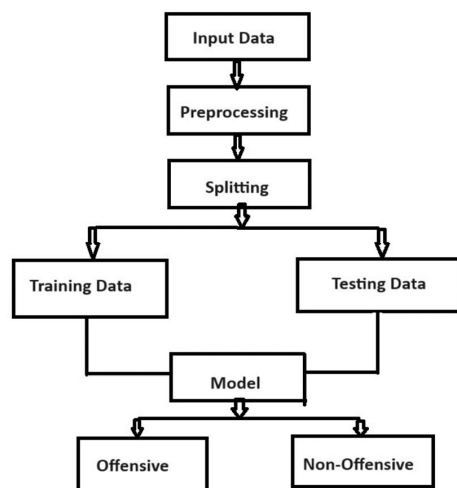 Input Data
Preprocessing
Splitting
Training Data
Testing Data
Model
Offensive
Non-Offensive